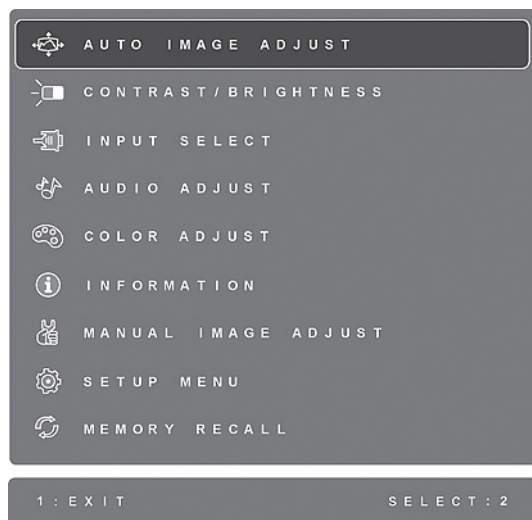 AUTO IMAGE ADJUST
CONTRAST/BRIGHTNESS
INPUT SELECT
AUDIO ADJUST
COLOR ADJUST
INFORMATION
MANUAL IMAGE ADJUST
SETUP MENU
MEMORY RECALL
1:EXIT SELECT:2